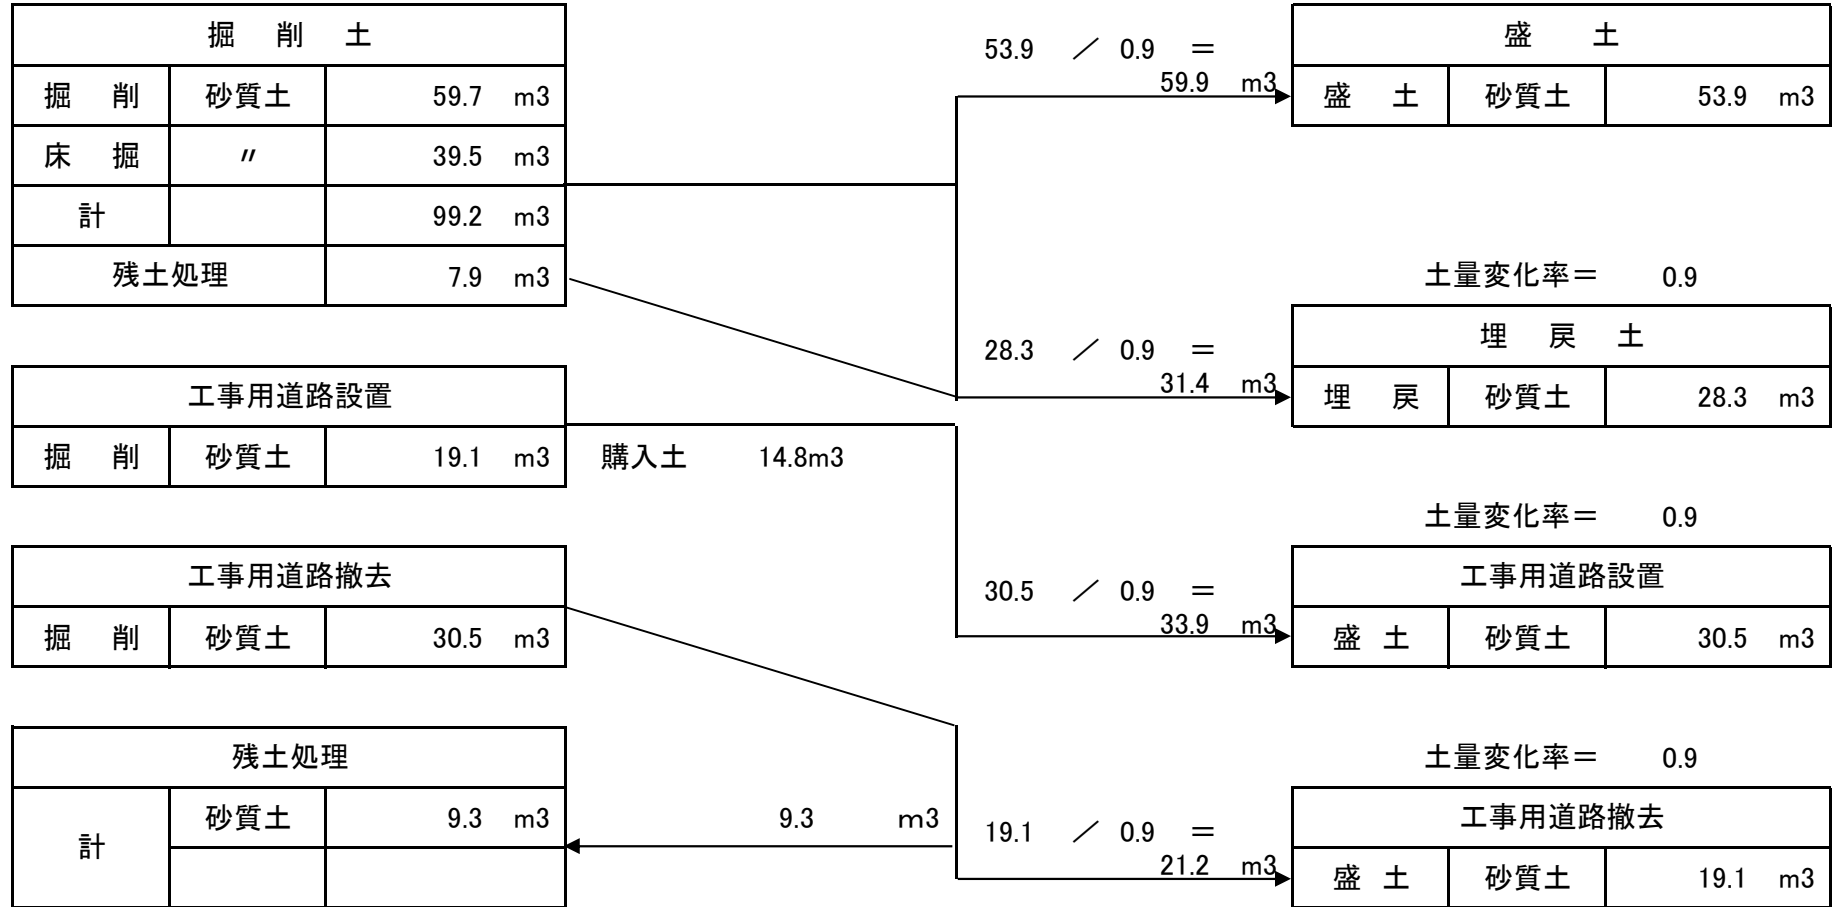 掘 削 土
掘 削 砂質土 59.7 m3
床 掘 〃 39.5 m3
計 99.2 m3
残土処理 7.9 m3
53.9 ／ 0.9 ＝
59.9 m3
盛 土
盛 土 砂質土 53.9 m3
土量変化率＝ 0.9
28.3 ／ 0.9 ＝
31.4 m3
埋 戻 土
埋 戻 砂質土 28.3 m3
工事用道路設置
掘 削 砂質土 19.1 m3
購入土 14.8m3
土量変化率＝ 0.9
30.5 ／ 0.9 ＝
33.9 m3
工事用道路設置
盛 土 砂質土 30.5 m3
工事用道路撤去
掘 削 砂質土 30.5 m3
残土処理
計 砂質土 9.3 m3
9.3 m3
土量変化率＝ 0.9
19.1 ／ 0.9 ＝
21.2 m3
工事用道路撤去
盛 土 砂質土 19.1 m3